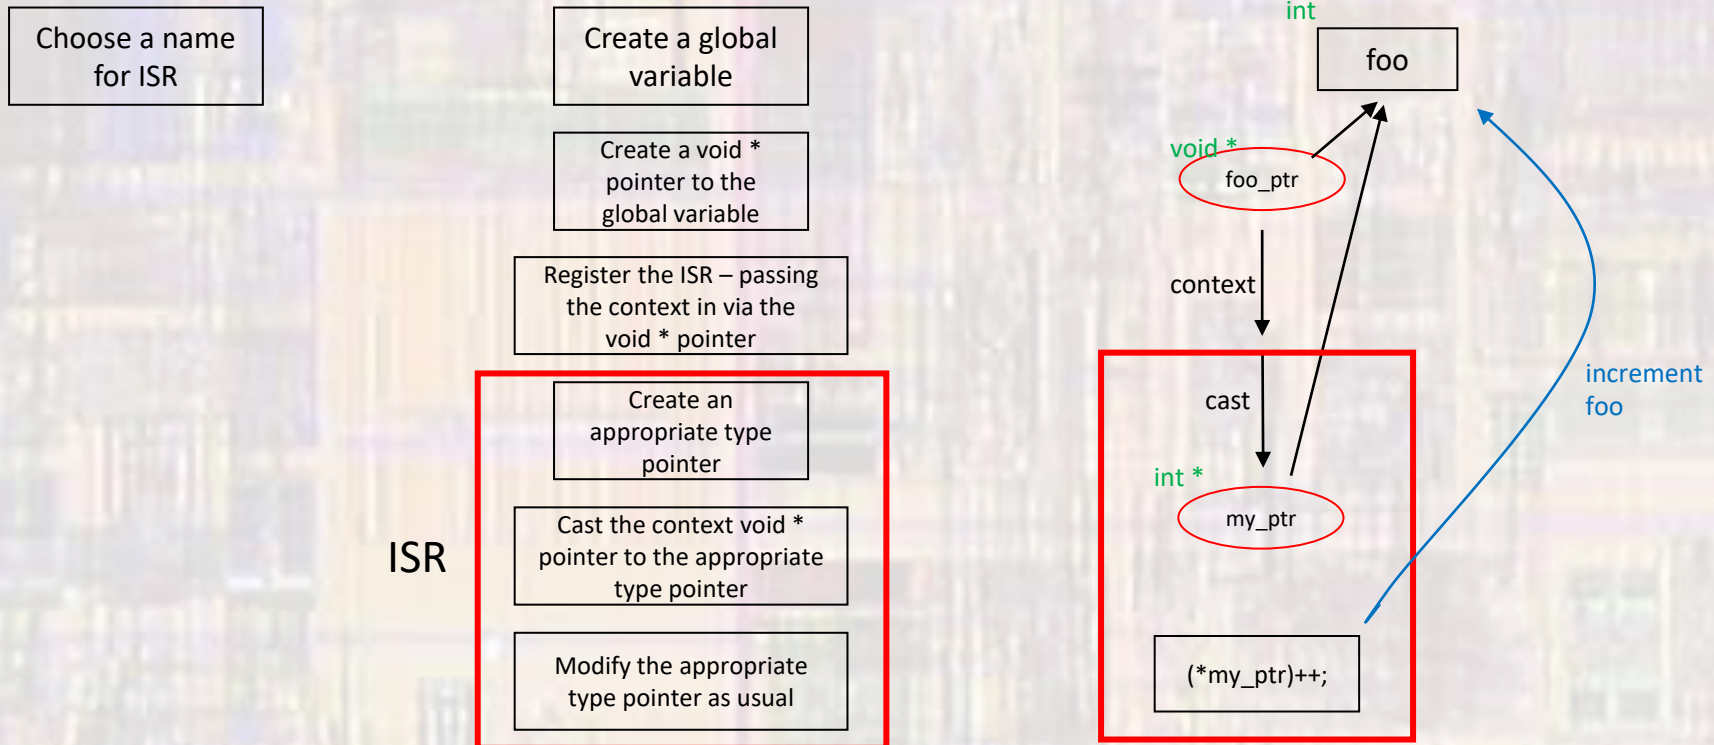 Choose a name
for ISR
Create a global
variable
Create a void *
pointer to the
global variable
Register the ISR – passing
the context in via the
void * pointer
ISR
Create an
appropriate type
pointer
Cast the context void *
pointer to the appropriate
type pointer
Modify the appropriate
type pointer as usual
int
foo
void *
foo_ptr
context
cast
int *
my_ptr
(*my_ptr)++;
increment
foo